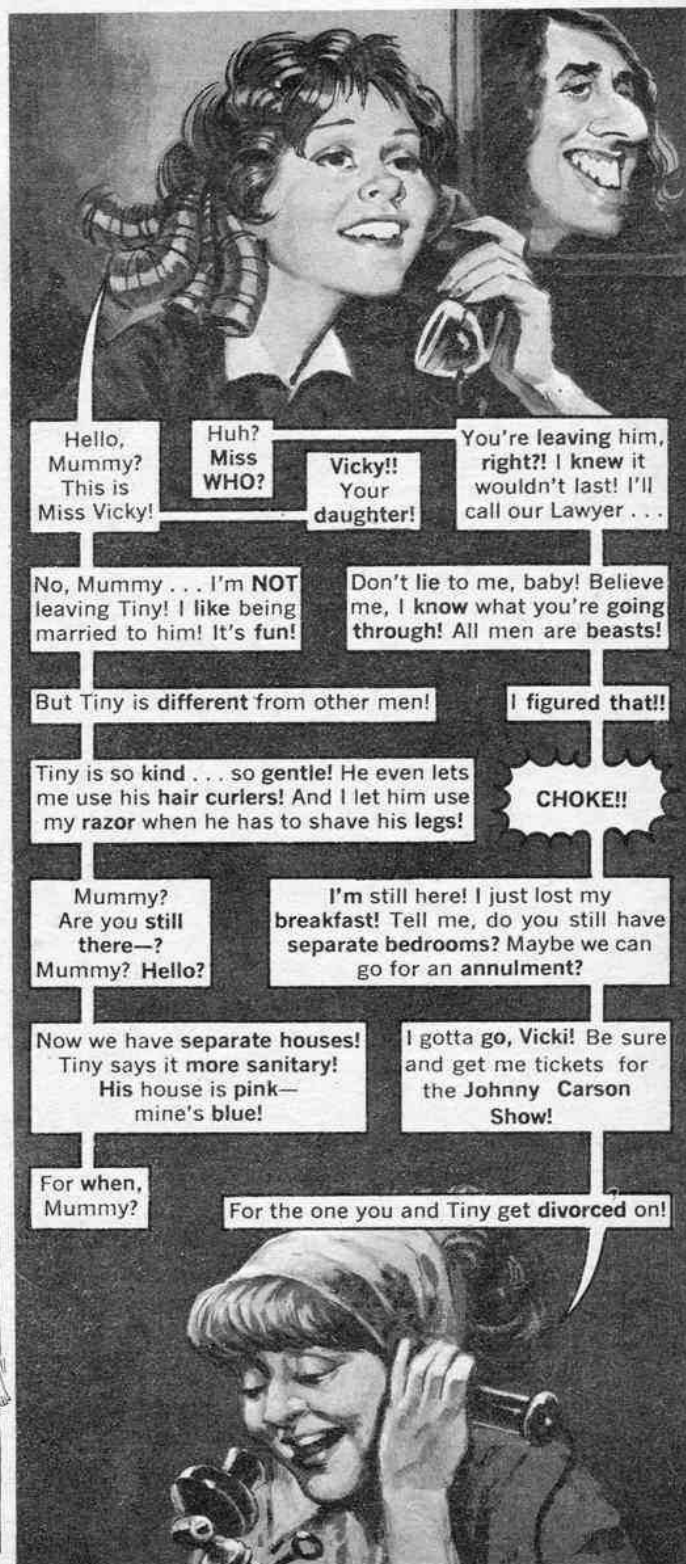 Hello,
Mummy?
This is
Miss Vicky!
Huh?
Miss
WHO?
Vicky!!
Your
daughter!
You're leaving him,
right?! I knew it
wouldn't last! I'll
call our Lawyer . . .
No, Mummy . . . I'm NOT
leaving Tiny! I like being
married to him! It's fun!
Don't lie to me, baby! Believe
me, I know what you're going
through! All men are beasts!
But Tiny is different from other men!
I figured that!!
Tiny is so kind . . . so gentle! He even lets
me use his hair curlers! And I let him use
my razor when he has to shave his legs!
CHOKE!!
Mummy?
Are you still
there—?
Mummy? Hello?
I'm still here! I just lost my
breakfast! Tell me, do you still have
separate bedrooms? Maybe we can
go for an annulment?
Now we have separate houses!
Tiny says it more sanitary!
His house is pink—
mine's blue!
I gotta go, Vicki! Be sure
and get me tickets for
the Johnny Carson
Show!
For when,
Mummy?
For the one you and Tiny get divorced on!